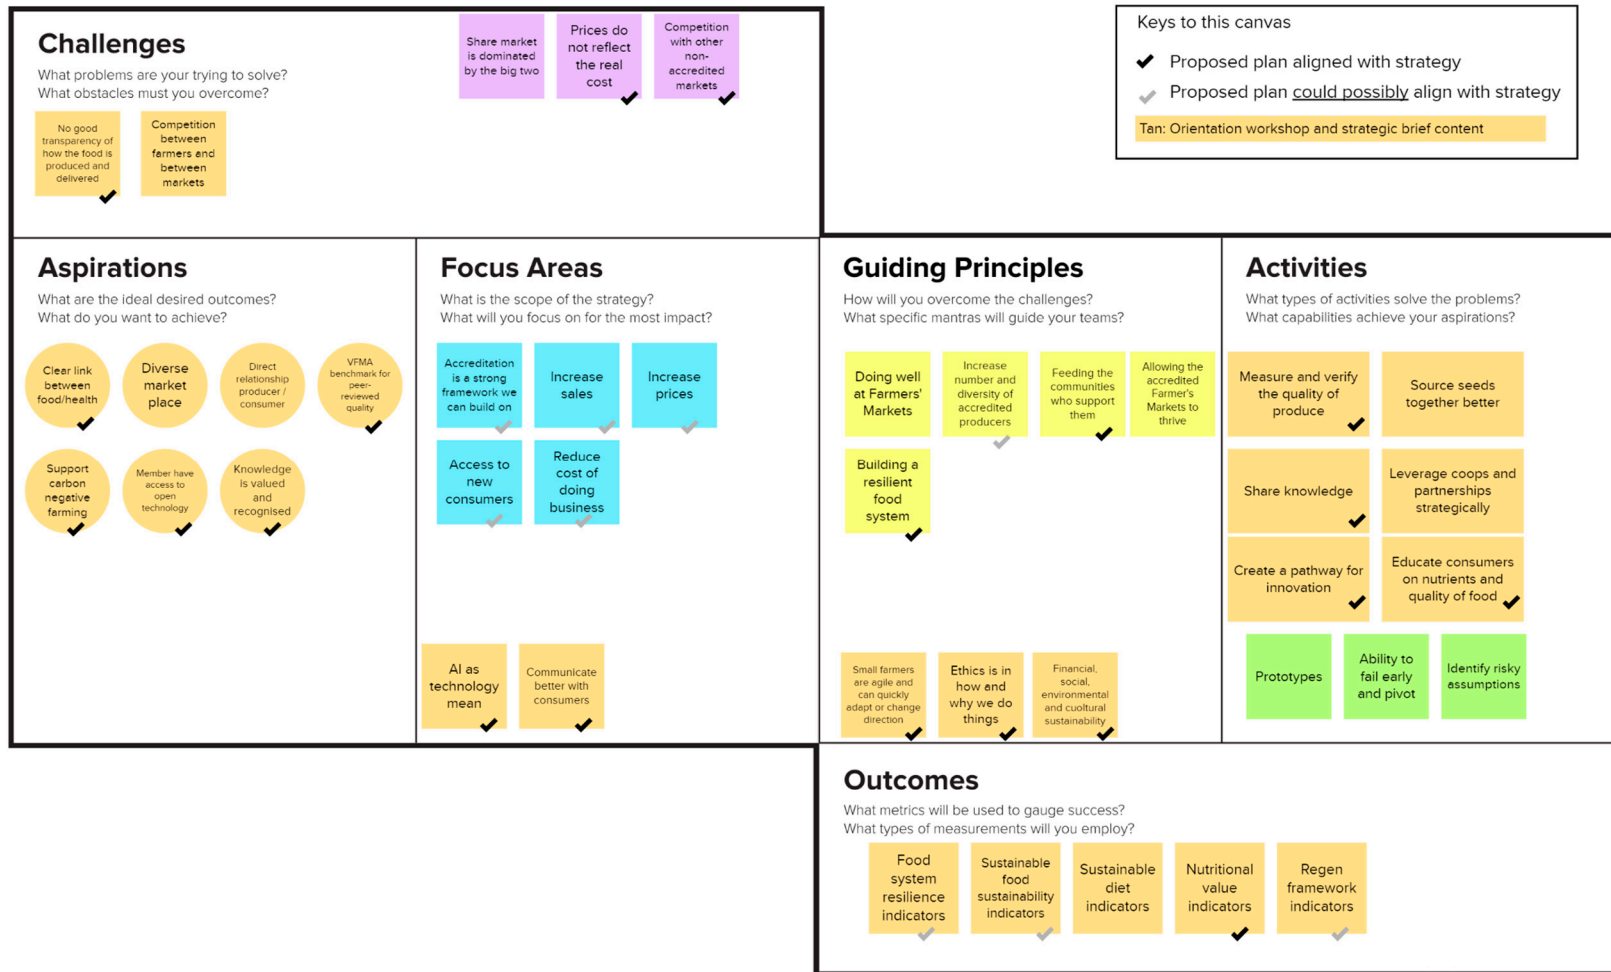 Challenges
What problems are your trying to solve?
What obstacles must you overcome?
No good
transparency of
how the food is
produced and
delivered
Competition
between
farmers and
between
markets
Share market
is dominated
by the big two
Prices do
not reflect
the real
cost
Competition
with other
non-
accredited
markets
Keys to this canvas
Proposed plan aligned with strategy
Proposed plan could possibly align with strategy
Tan: Orientation workshop and strategic brief content
Aspirations
What are the ideal desired outcomes?
What do you want to achieve?
Clear link
between
food/health
Diverse
market
place
Direct
relationship
producer /
consumer
VFMA
benchmark for
peer-
reviewed
quality
Support
carbon
negative
farming
Member have
access to
open
technology
Knowledge
is valued
and
recognised
Focus Areas
What is the scope of the strategy?
What will you focus on for the most impact?
Accreditation
is a strong
framework we
can build on
Increase
sales
Increase
prices
Access to
new
consumers
Reduce
cost of
doing
business
AI as
technology
mean
Communicate
better with
consumers
Guiding Principles
How will you overcome the challenges?
What specific mantras will guide your teams?
Doing well
at Farmers'
Markets
Increase
number and
diversity of
accredited
producers
Feeding the
communities
who support
them
Allowing the
accredited
Farmer's
Markets to
thrive
Building a
resilient
food
system
Small farmers
are agile and
can quickly
adapt or change
direction
Ethics is in
how and
why we do
things
Financial,
social,
environmental
and cuoltural
sustainability
Activities
What types of activities solve the problems?
What capabilities achieve your aspirations?
Measure and verify
the quality of
produce
Source seeds
together better
Share knowledge
Leverage coops and
partnerships
strategically
Create a pathway for
innovation
Educate consumers
on nutrients and
quality of food
Prototypes
Ability to
fail early
and pivot
Identify risky
assumptions
Outcomes
What metrics will be used to gauge success?
What types of measurements will you employ?
Food
system
resilience
indicators
Sustainable
food
sustainability
indicators
Sustainable
diet
indicators
Nutritional
value
indicators
Regen
framework
indicators